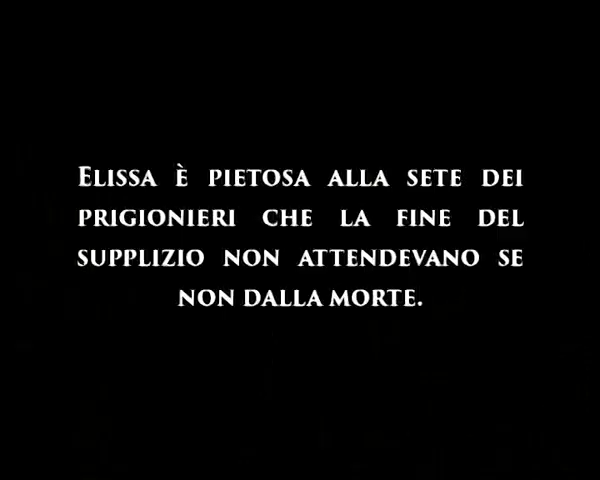 Elissa è pietosa alla sete dei
prigionieri che la fine del
supplizio non attendevano se
non dalla morte.